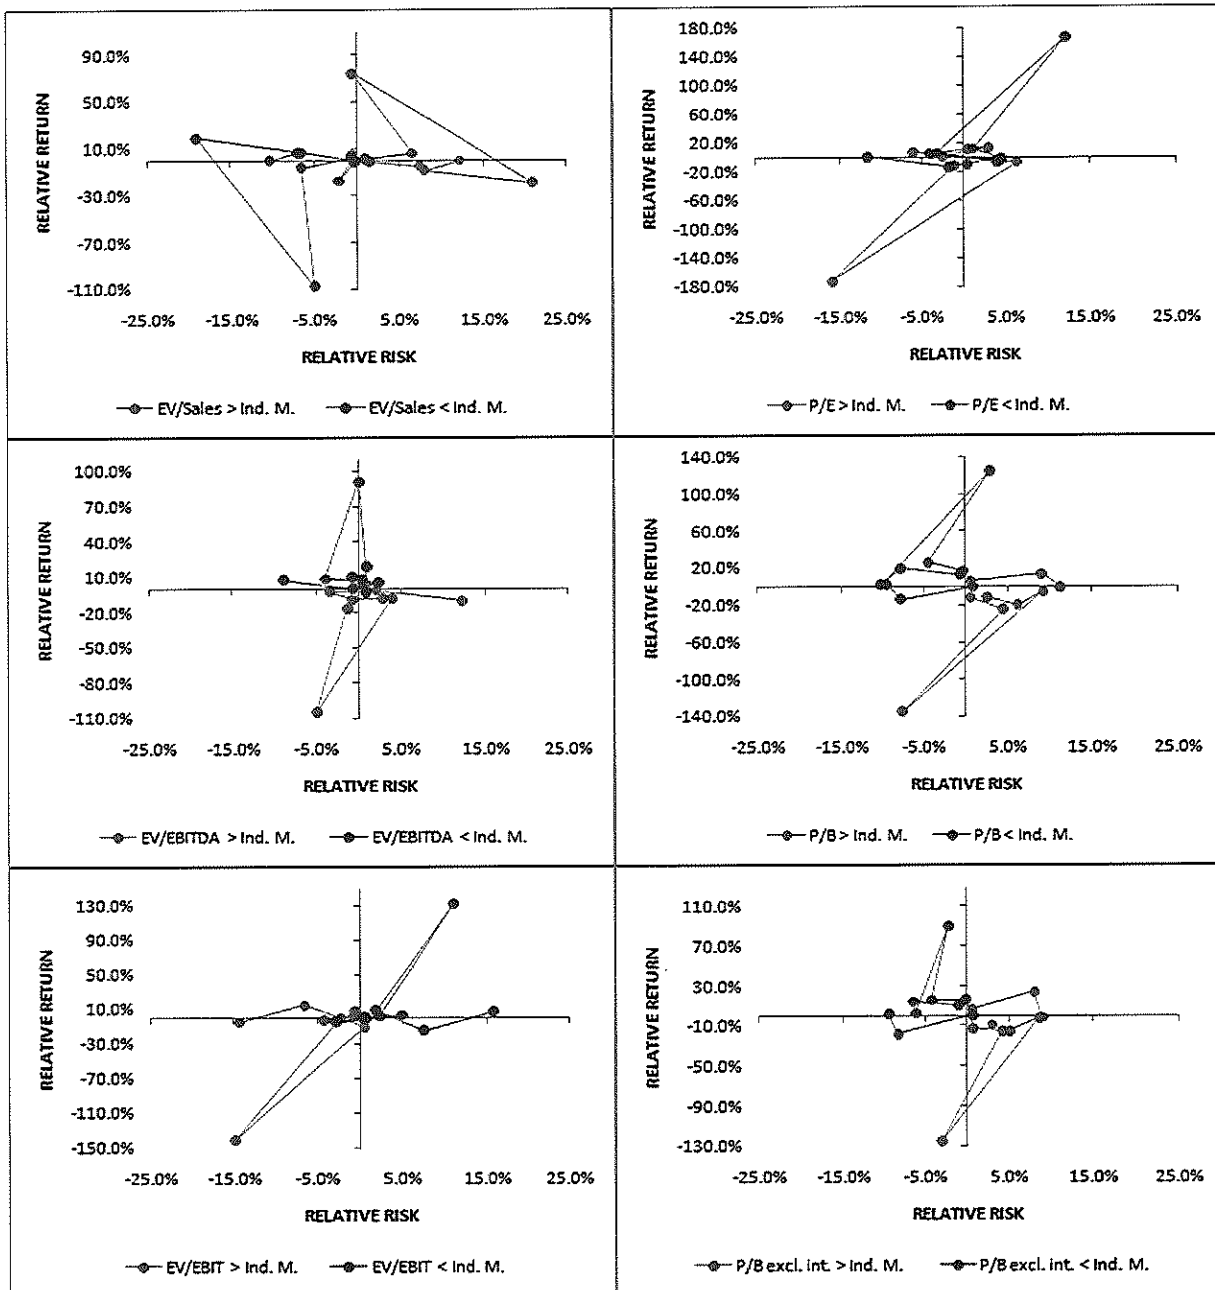 90.0%
50.0%
10.0%
-30.0%
-70.0%
-110.0%
RELATIVE RETURN
-25.0% -15.0% -5.0% 5.0% 15.0% 25.0%
RELATIVE RISK
EV/Sales > Ind. M. EV/Sales < Ind. M.
180.0%
140.0%
100.0%
60.0%
20.0%
-20.0%
-60.0%
-100.0%
-140.0%
-180.0%
RELATIVE RETURN
-25.0% -15.0% -5.0% 5.0% 15.0% 25.0%
RELATIVE RISK
P/E > Ind. M. P/E < Ind. M.
100.0%
70.0%
40.0%
10.0%
-20.0%
-50.0%
-80.0%
-110.0%
RELATIVE RETURN
-25.0% -15.0% -5.0% 5.0% 15.0% 25.0%
RELATIVE RISK
EV/EBITDA > Ind. M. EV/EBITDA < Ind. M.
140.0%
100.0%
60.0%
20.0%
-20.0%
-60.0%
-100.0%
-140.0%
RELATIVE RETURN
-25.0% -15.0% -5.0% 5.0% 15.0% 25.0%
RELATIVE RISK
P/B > Ind. M. P/B < Ind. M.
130.0%
90.0%
50.0%
10.0%
-30.0%
-70.0%
-110.0%
-150.0%
RELATIVE RETURN
-25.0% -15.0% -5.0% 5.0% 15.0% 25.0%
RELATIVE RISK
EV/EBIT > Ind. M. EV/EBIT < Ind. M.
110.0%
70.0%
30.0%
-10.0%
-50.0%
-90.0%
-130.0%
RELATIVE RETURN
-25.0% -15.0% -5.0% 5.0% 15.0% 25.0%
RELATIVE RISK
P/B excl. int. > Ind. M. P/B excl. int. < Ind. M.